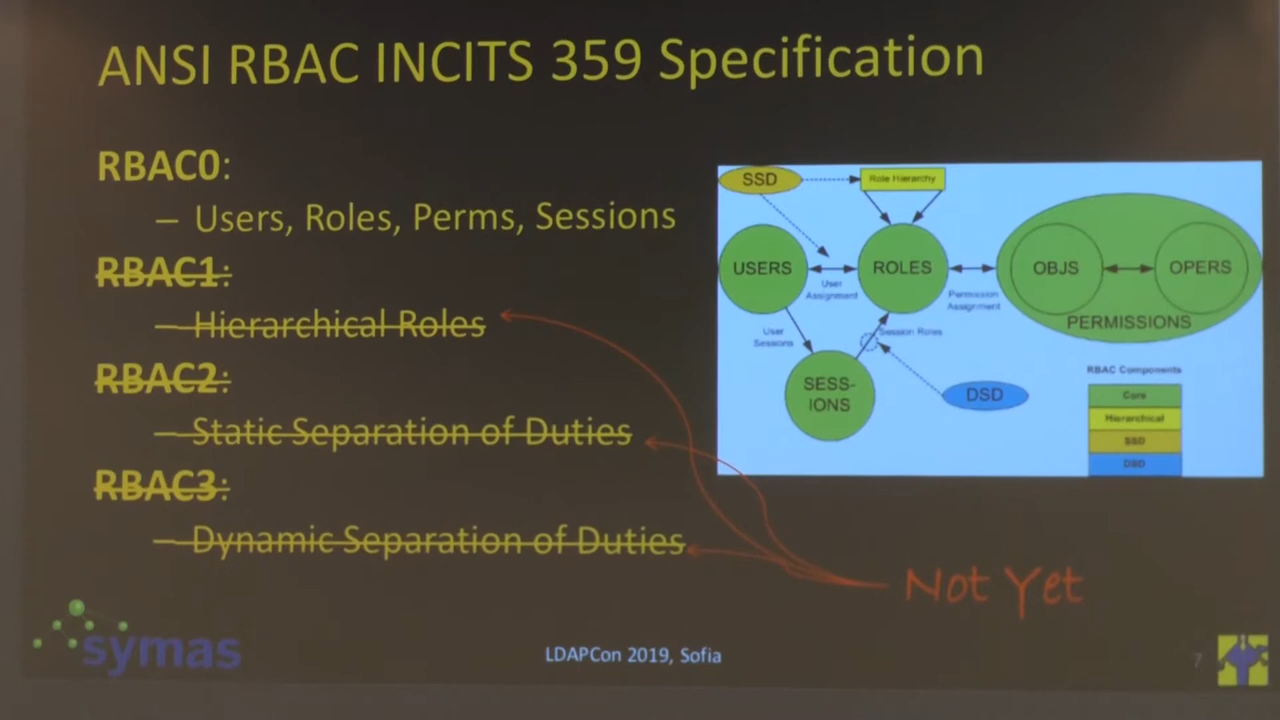 ANSI RBAC INCITS 359 Specification
RBAC0:
– Users, Roles, Perms, Sessions
RBAC1:
– Hierarchical Roles
RBAC2:
– Static Separation of Duties
RBAC3:
– Dynamic Separation of Duties
SSD
Role Hierarchy
USERS
User
Assignment
ROLES
Permission
Assignment
OBJS
OPERS
PERMISSIONS
User
Sessions
Session Roles
SESS-
IONS
DSD
RBAC Components
Core
Hierarchical
SSD
DSD
Not Yet
symas
LDAPCon 2019, Sofia
7